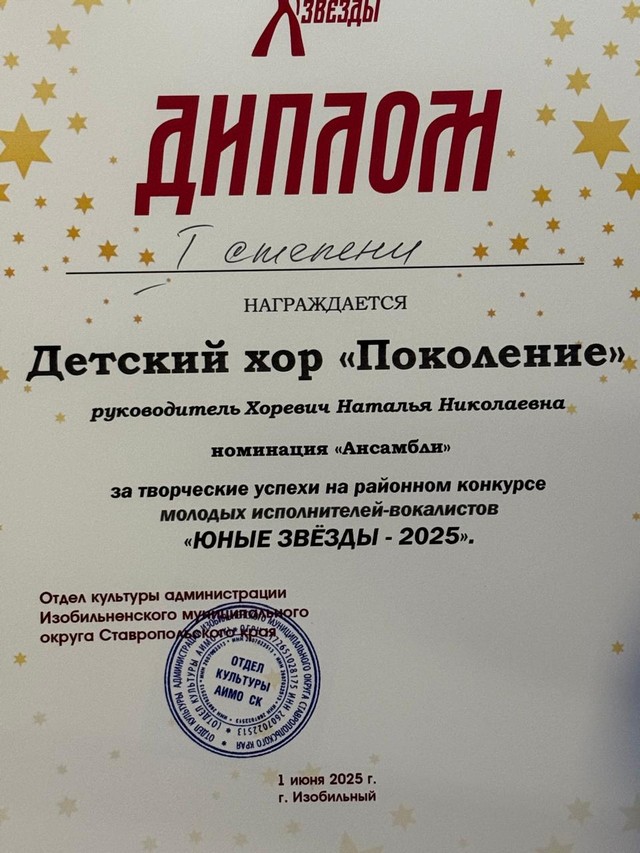 ЗВЁЗДЫ
ДИПЛОМ
I степени
НАГРАЖДАЕТСЯ
Детский хор «Поколение»
руководитель Хоревич Наталья Николаевна
номинация «Ансамбли»
за творческие успехи на районном конкурсе
молодых исполнителей-вокалистов
«ЮНЫЕ ЗВЁЗДЫ - 2025».
Отдел культуры администрации
Изобильненского муниципального
округа Ставропольского края
ОТДЕЛ
КУЛЬТУРЫ
АИМО СК
1 июня 2025 г.
г. Изобильный